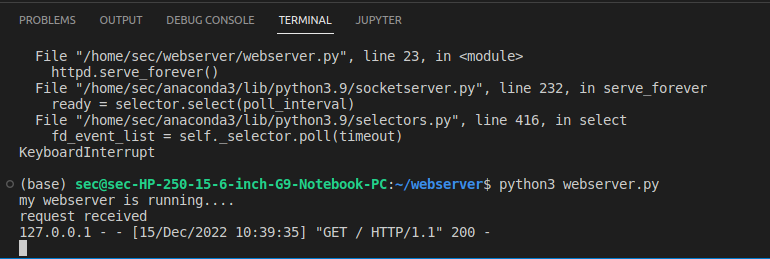 PROBLEMS OUTPUT DEBUG CONSOLE TERMINAL JUPYTER
File "/home/sec/webserver/webserver.py", line 23, in <module>
httpd.serve_forever()
File "/home/sec/anaconda3/lib/python3.9/socketserver.py", line 232, in serve_forever
ready = selector.select(poll_interval)
File "/home/sec/anaconda3/lib/python3.9/selectors.py", line 416, in select
fd_event_list = self._selector.poll(timeout)
KeyboardInterrupt
(base) sec@sec-HP-250-15-6-inch-G9-Notebook-PC:~/webserver$ python3 webserver.py
my webserver is running....
request received
127.0.0.1 - - [15/Dec/2022 10:39:35] "GET / HTTP/1.1" 200 -